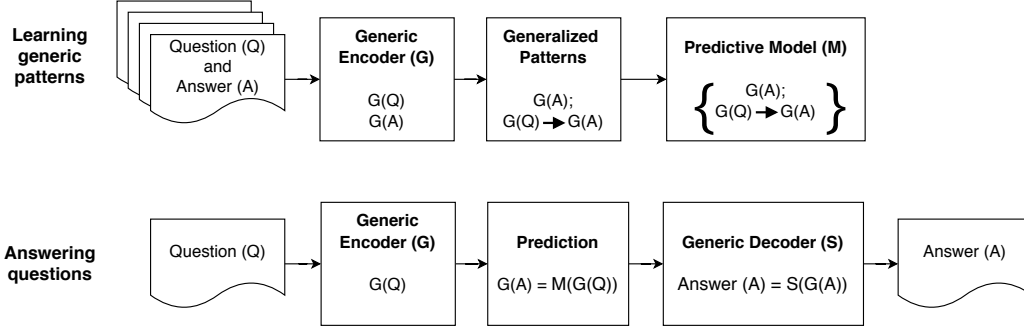 Learning
generic
patterns
Question (Q)
and
Answer (A)
Generic
Encoder (G)
G(Q)
G(A)
Generalized
Patterns
G(A);
G(Q) → G(A)
Predictive Model (M)
{ G(A);
G(Q) → G(A) }
Answering
questions
Question (Q)
Generic
Encoder (G)
G(Q)
Prediction
G(A) = M(G(Q))
Generic Decoder (S)
Answer (A) = S(G(A))
Answer (A)